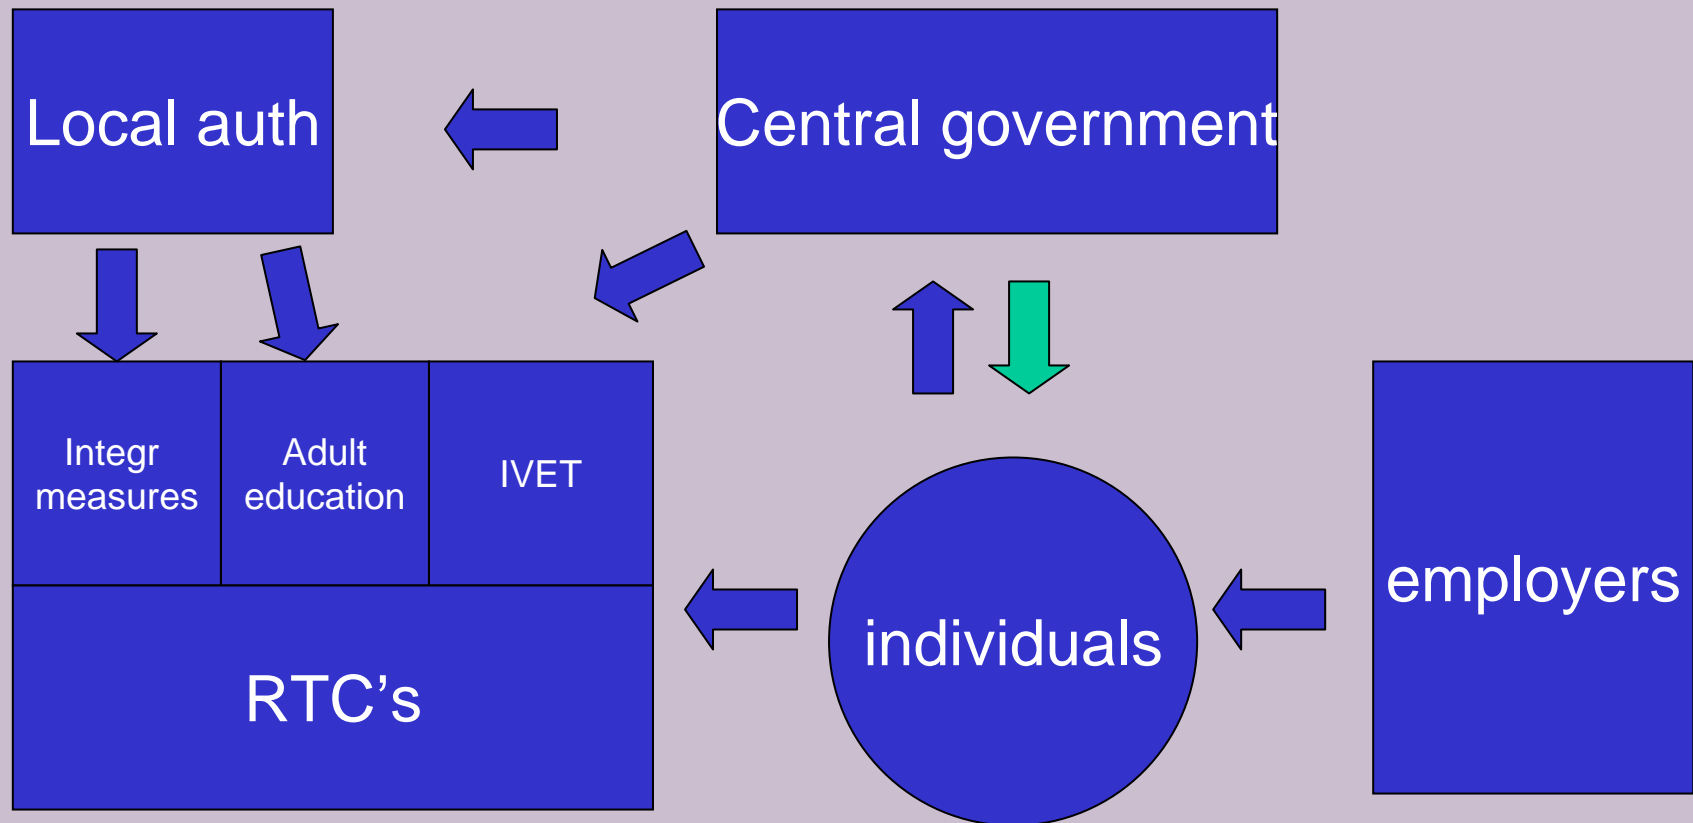 Local auth
Central government
Integr
measures
Adult
education
IVET
RTC’s
individuals
employers